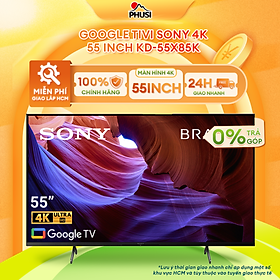 PHUSI
GOOGLE TIVI SONY 4K
55 INCH KD-55X85K
MIỄN PHÍ
GIAO LẮP HCM
100%
CHÍNH HÃNG
MÀN HÌNH 4K
55INCH
24H
GIAO NHANH
SONY
BRA
0%
TRẢ
GÓP
55"
4K ULTRA
HD
Google TV
*Lưu ý thời gian giao nhanh chỉ áp dụng một số
khu vực HCM và tùy thuộc vào tuyến giao thực tế